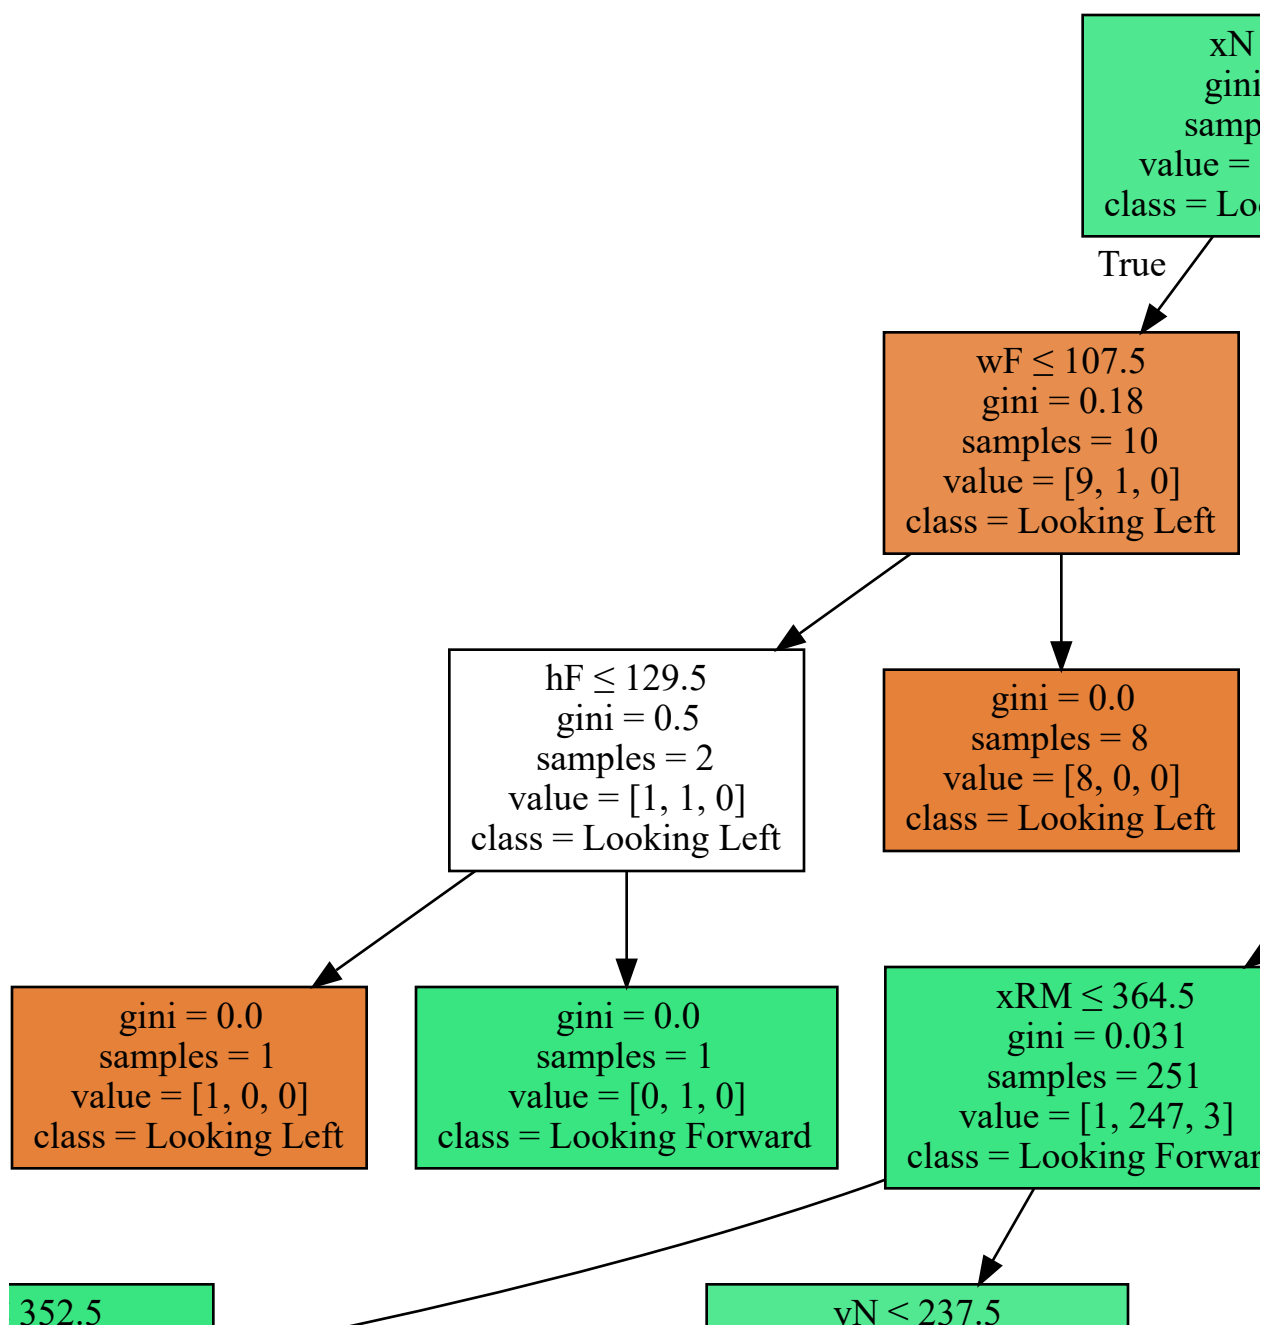 xN
gini
samp
value =
class = Loo
True
wF ≤ 107.5
gini = 0.18
samples = 10
value = [9, 1, 0]
class = Looking Left
hF ≤ 129.5
gini = 0.5
samples = 2
value = [1, 1, 0]
class = Looking Left
gini = 0.0
samples = 8
value = [8, 0, 0]
class = Looking Left
gini = 0.0
samples = 1
value = [1, 0, 0]
class = Looking Left
gini = 0.0
samples = 1
value = [0, 1, 0]
class = Looking Forward
xRM ≤ 364.5
gini = 0.031
samples = 251
value = [1, 247, 3]
class = Looking Forwar
352.5
237.5